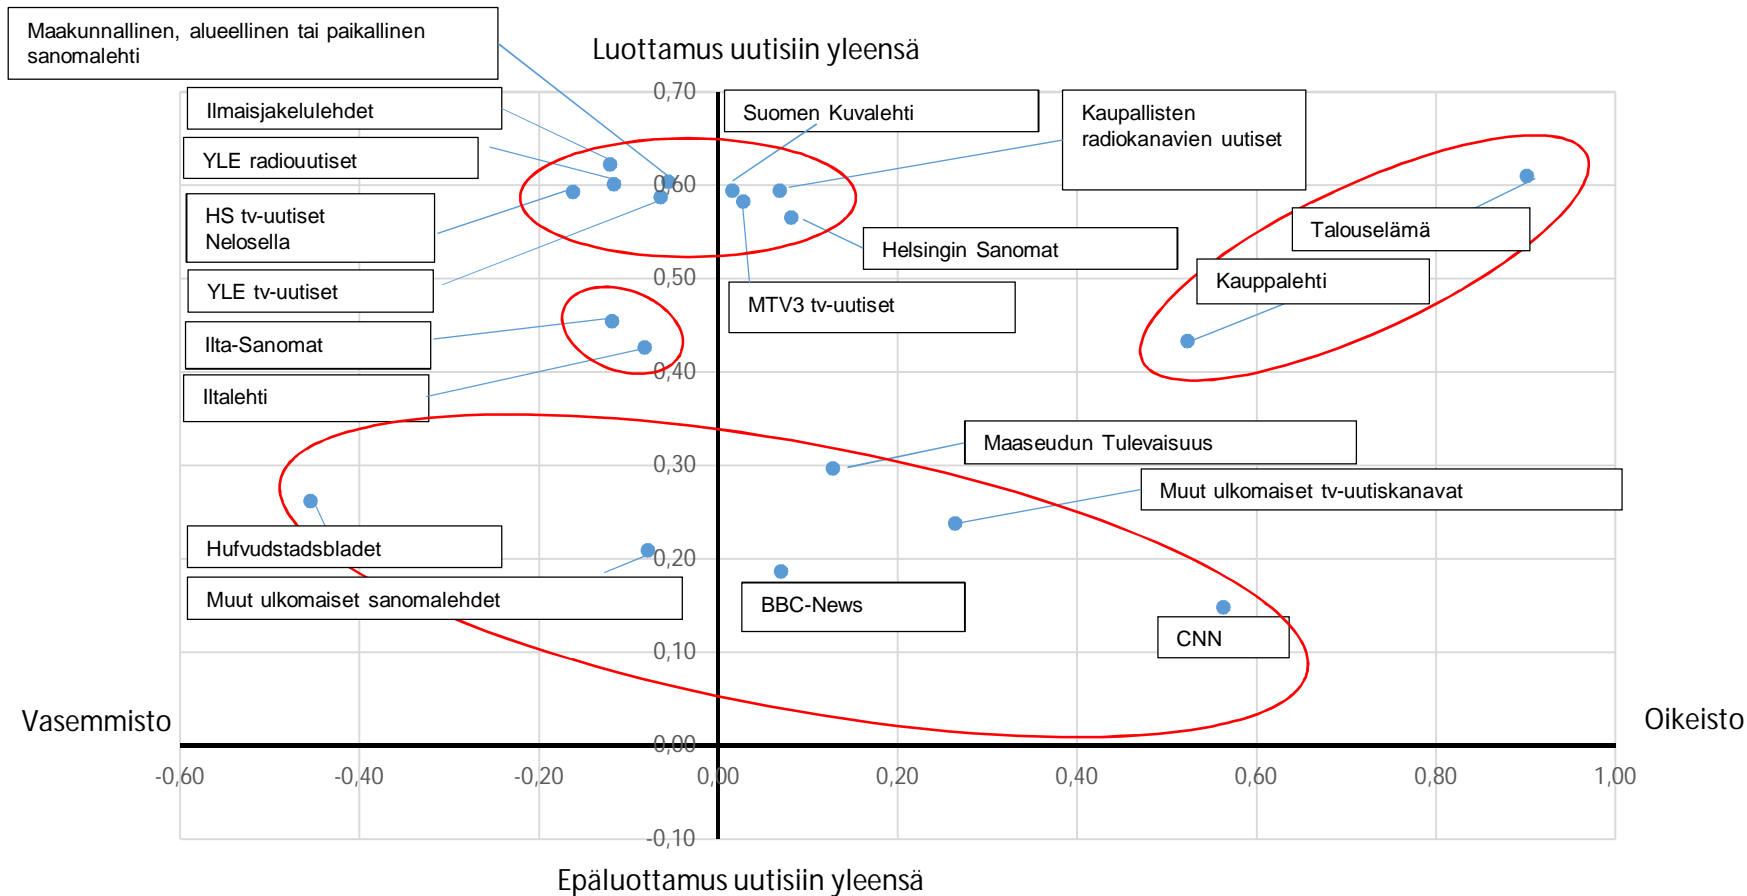 Maakunnallinen, alueellinen tai paikallinen
sanomalehti
Luottamus uutisiin yleensä
0,70
Ilmaisjakelulehdet
Suomen Kuvalehti
Kaupallisten
radiokanavien uutiset
YLE radiouutiset
0,60
HS tv-uutiset
Nelosella
Talouselämä
Helsingin Sanomat
0,50
Kauppalehti
YLE tv-uutiset
MTV3 tv-uutiset
Ilta-Sanomat
0,40
Iltalehti
Maaseudun Tulevaisuus
0,30
Muut ulkomaiset tv-uutiskanavat
Hufvudstadsbladet
0,20
Muut ulkomaiset sanomalehdet
BBC-News
CNN
0,10
Vasemmisto
Oikeisto
0,00
-0,60 -0,40 -0,20 0,00 0,20 0,40 0,60 0,80 1,00
-0,10
Epäluottamus uutisiin yleensä